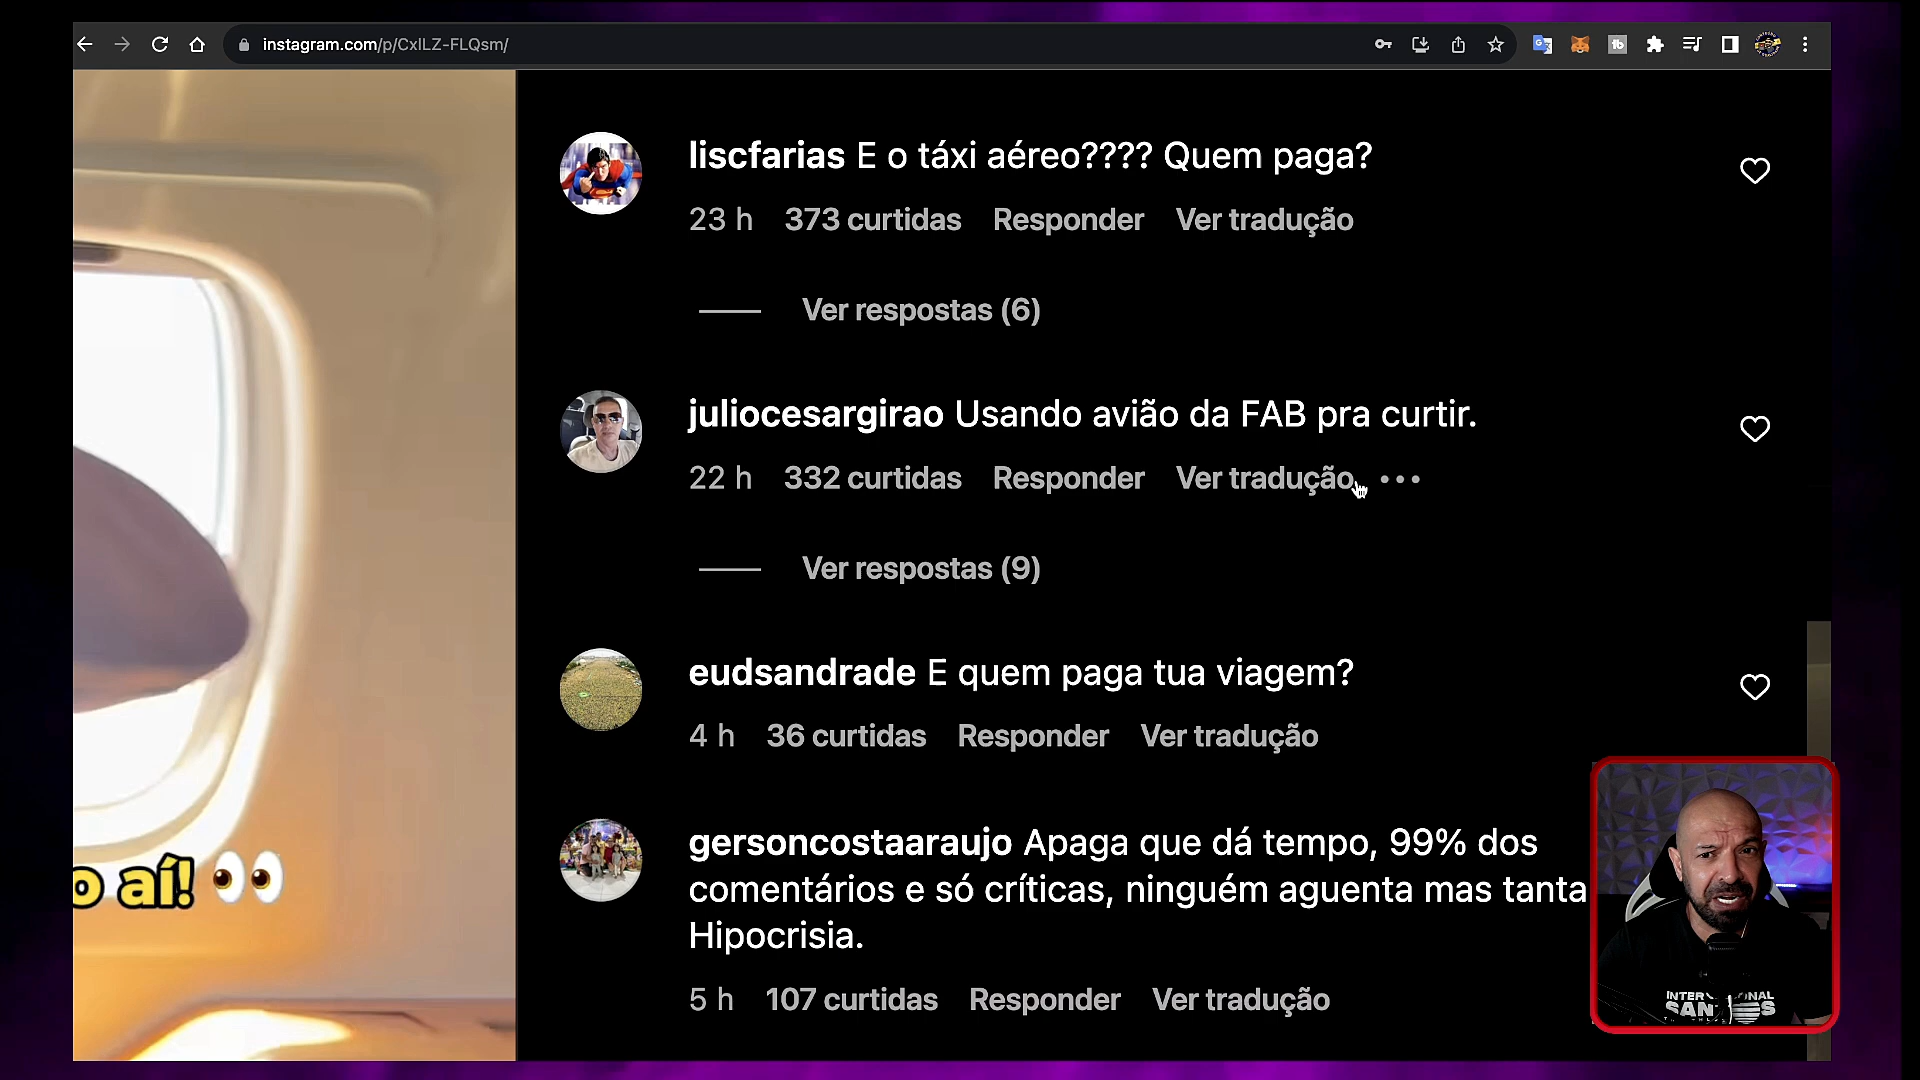 instagram.com/p/CxILZ-FLQsm/
liscfarias E o táxi aéreo???? Quem paga?
23 h 373 curtidas Responder Ver tradução
Ver respostas (6)
juliocesargirao Usando avião da FAB pra curtir.
22 h 332 curtidas Responder Ver tradução
Ver respostas (9)
eudsandrade E quem paga tua viagem?
4 h 36 curtidas Responder Ver tradução
o aí!
gersoncostaaraujo Apaga que dá tempo, 99% dos
comentários e só críticas, ninguém aguenta mas tanta
Hipocrisia.
5 h 107 curtidas Responder Ver tradução